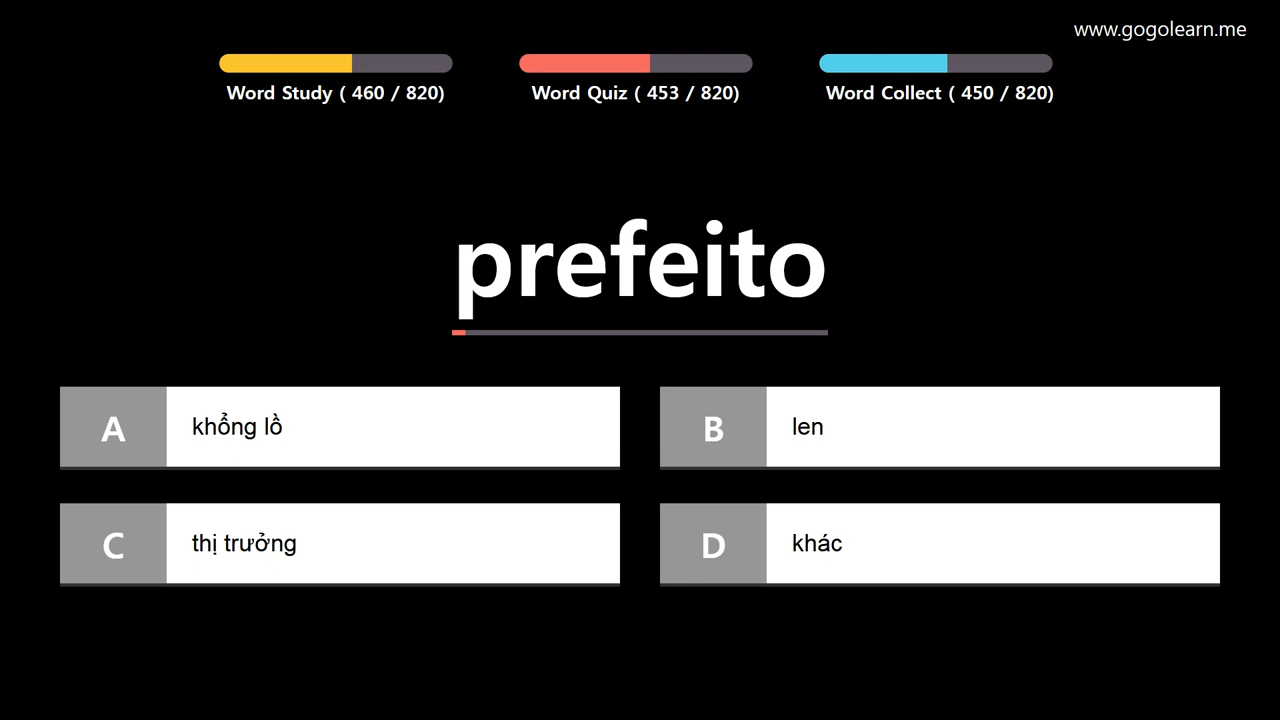 www.gogolearn.me
Word Study ( 460 / 820)
Word Quiz ( 453 / 820)
Word Collect ( 450 / 820)
prefeito
A khổng lồ
B len
C thị trưởng
D khác